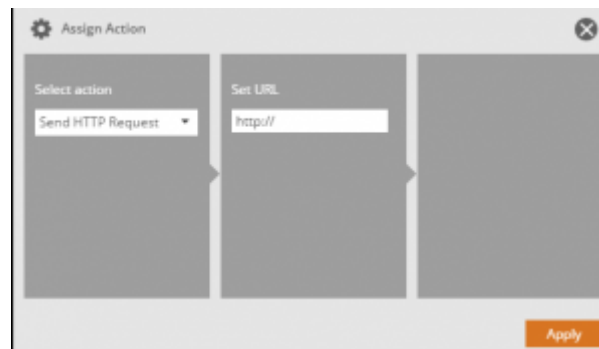 Assign Action
Select action
Set URL
Send HTTP Request
http://
Apply